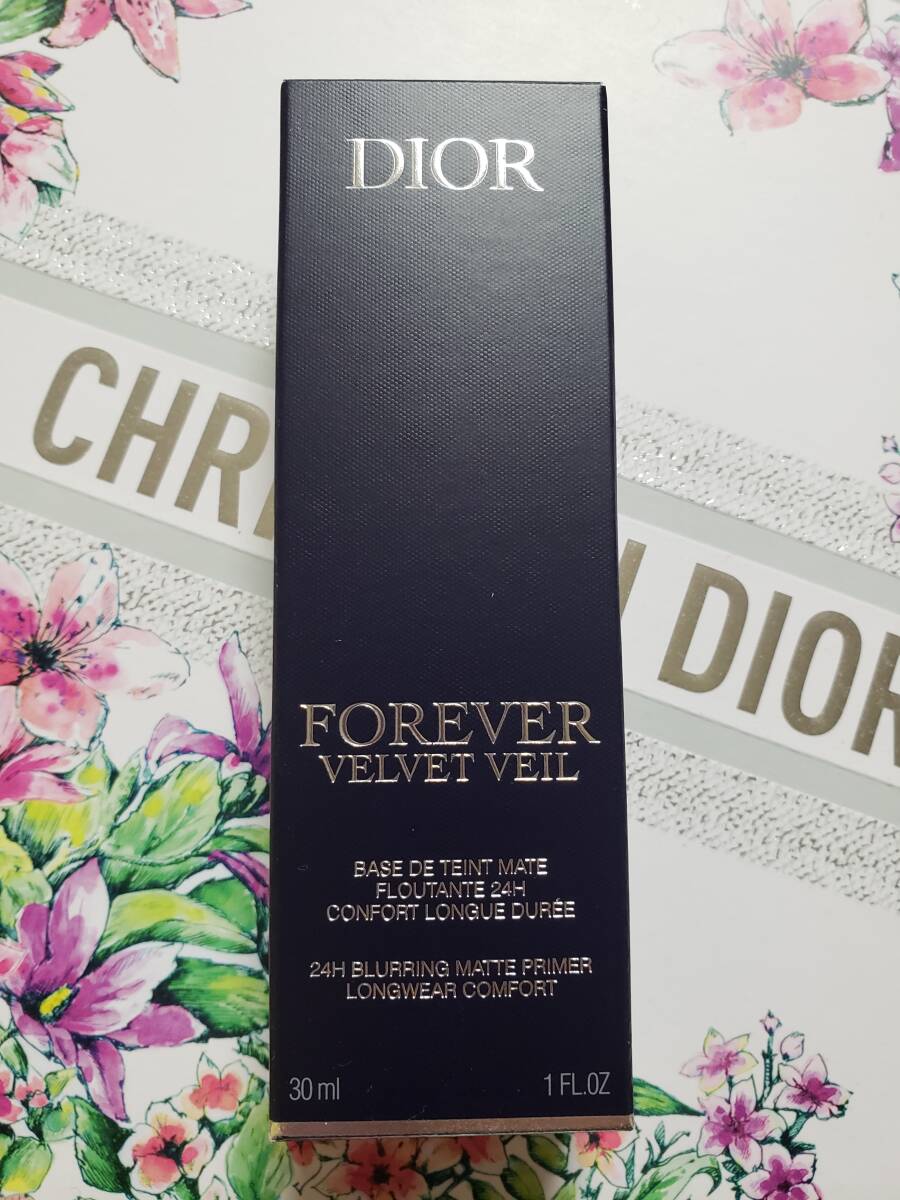 DIOR
CHRI
N DIOR
FOREVER
VELVET VEIL
BASE DE TEINT MATE
FLOUTANTE 24H
CONFORT LONGUE DURÉE
24H BLURRING MATTE PRIMER
LONGWEAR COMFORT
30 ml 1 FL.OZ